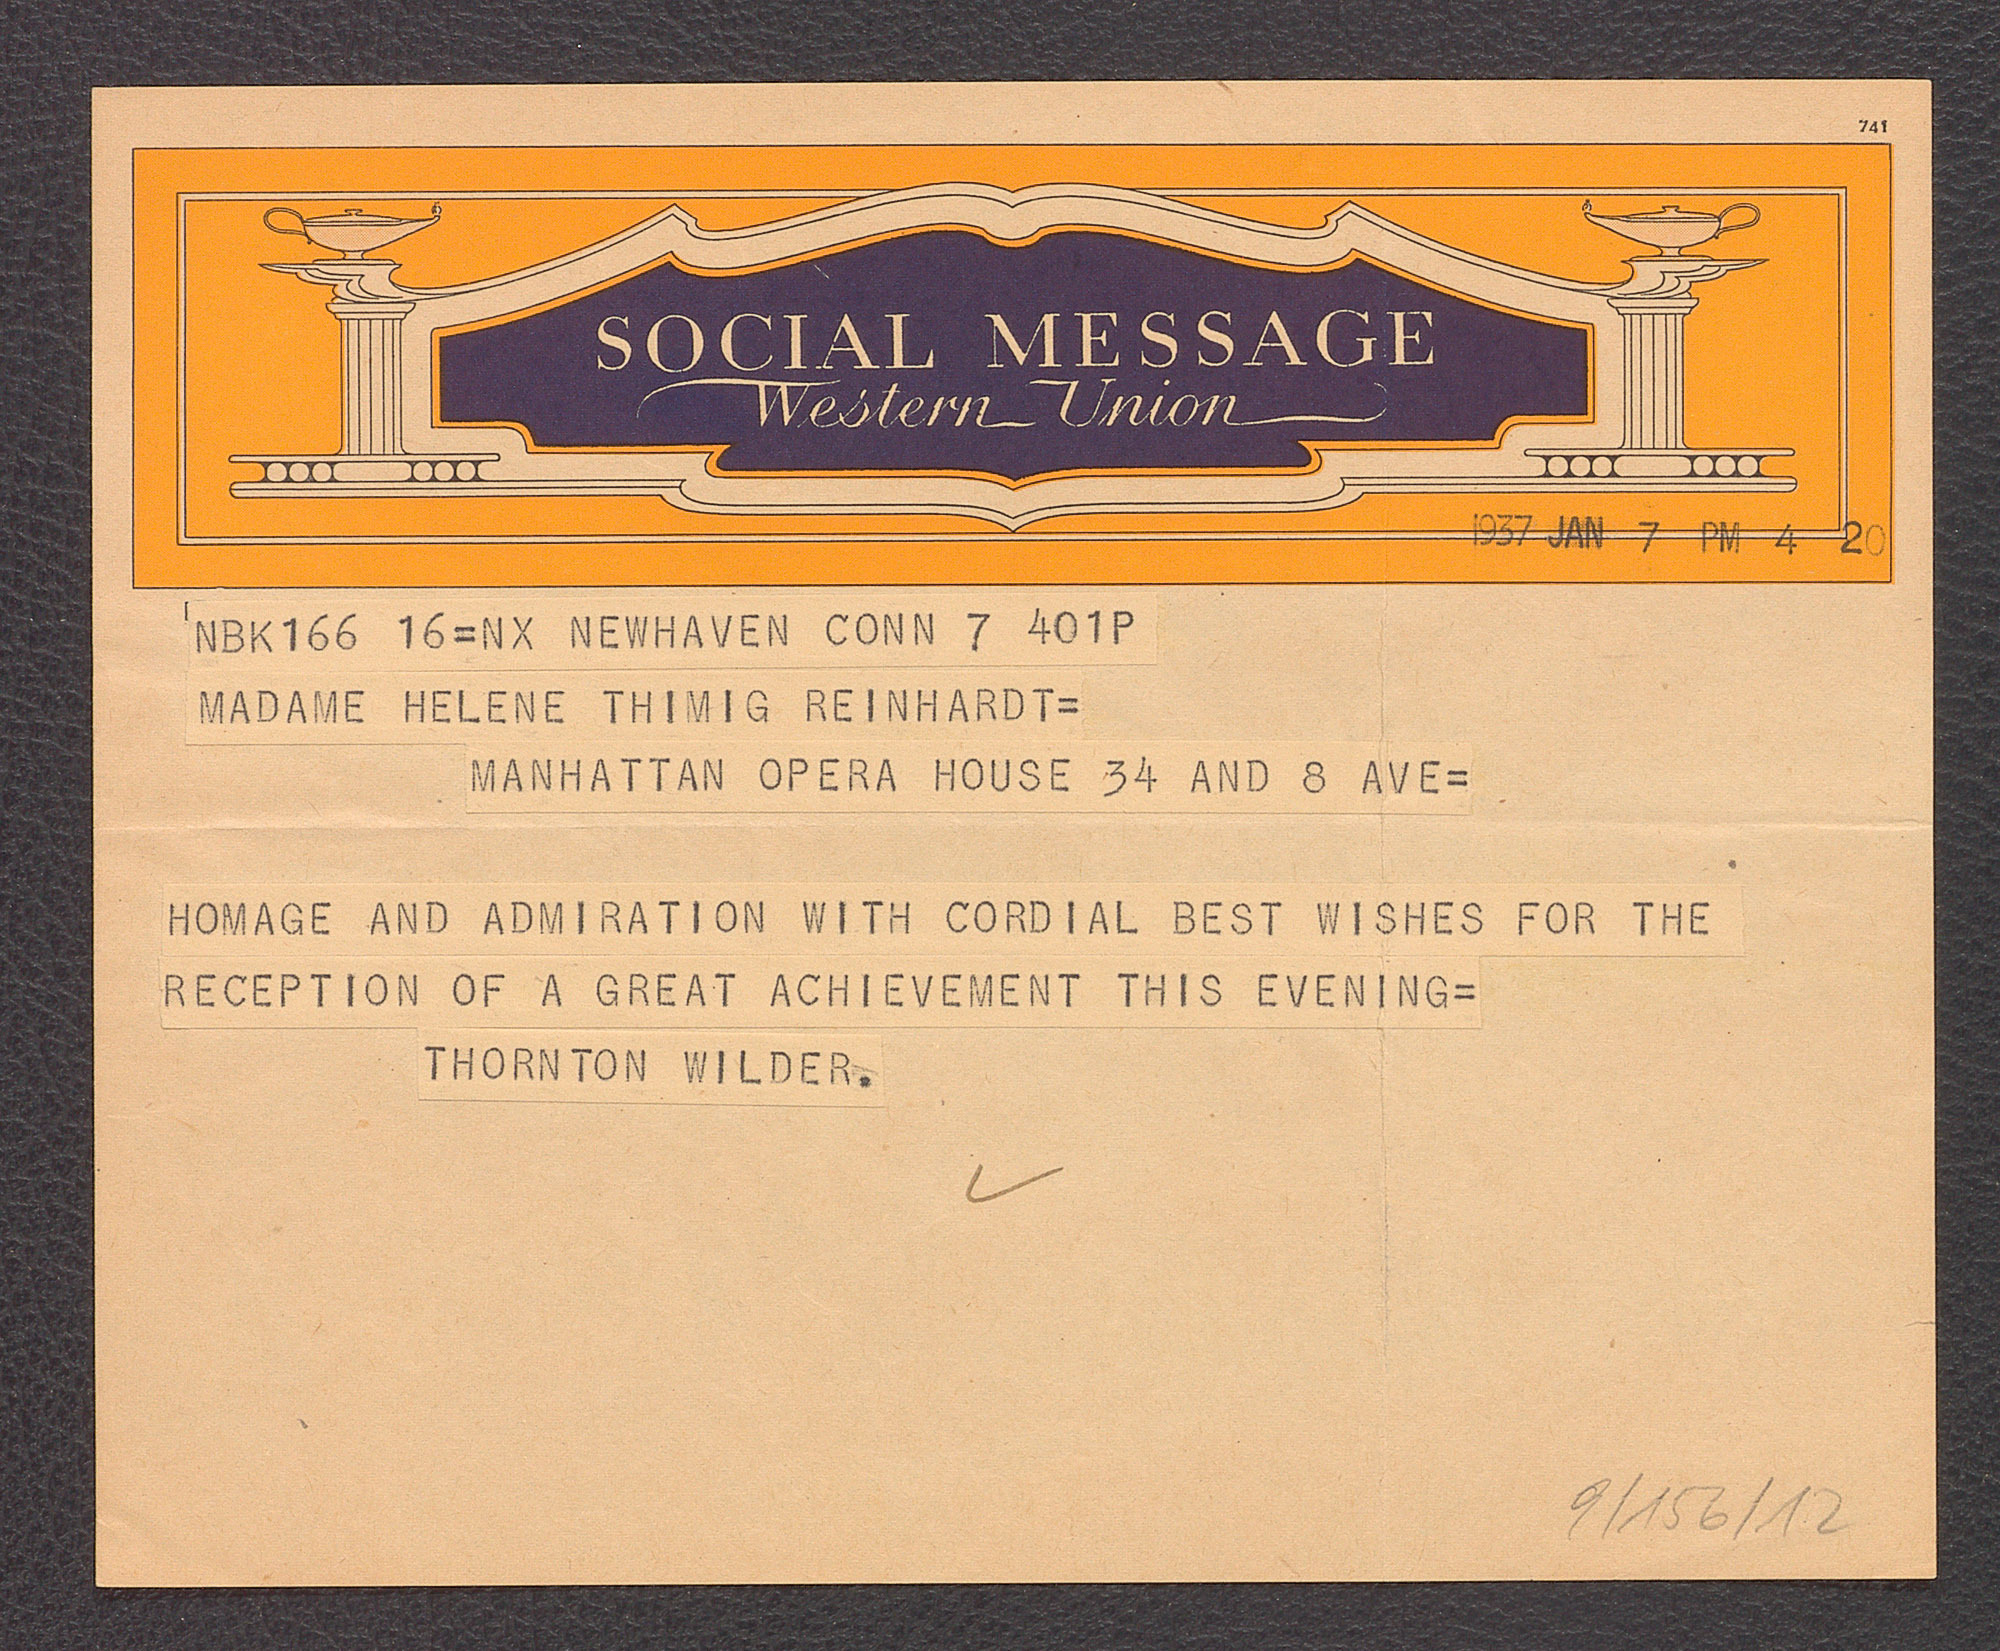 741
SOCIAL MESSAGE
Western Union
1937 JAN 7 PM 4 20
NBK166 16=NX NEWHAVEN CONN 7 401P
MADAME HELENE THIMIG REINHARDT=
MANHATTAN OPERA HOUSE 34 AND 8 AVE=
HOMAGE AND ADMIRATION WITH CORDIAL BEST WISHES FOR THE
RECEPTION OF A GREAT ACHIEVEMENT THIS EVENING=
THORNTON WILDER.
9/156/12